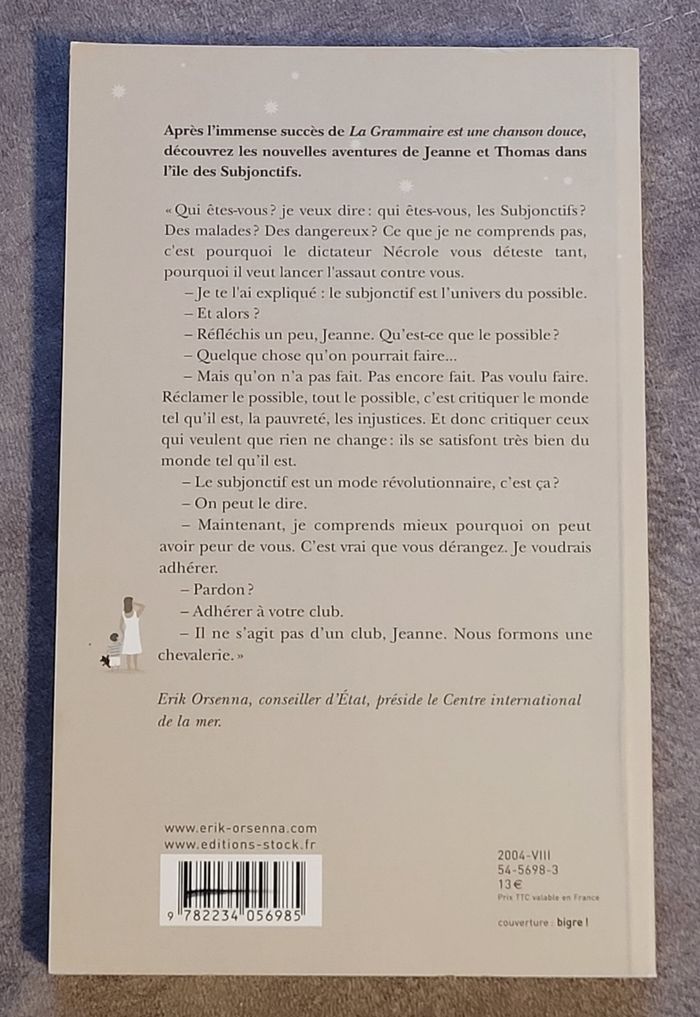 Après l'immense succès de La Grammaire est une chanson douce,
découvrez les nouvelles aventures de Jeanne et Thomas dans
l'île des Subjonctifs.
« Qui êtes-vous ? je veux dire : qui êtes-vous, les Subjonctifs ?
Des malades ? Des dangereux ? Ce que je ne comprends pas,
c'est pourquoi le dictateur Nécrole vous déteste tant,
pourquoi il veut lancer l'assaut contre vous.
– Je te l'ai expliqué : le subjonctif est l'univers du possible.
– Et alors ?
– Réfléchis un peu, Jeanne. Qu'est-ce que le possible ?
– Quelque chose qu'on pourrait faire...
– Mais qu'on n'a pas fait. Pas encore fait. Pas voulu faire.
Réclamer le possible, tout le possible, c'est critiquer le monde
tel qu'il est, la pauvreté, les injustices. Et donc critiquer ceux
qui veulent que rien ne change : ils se satisfont très bien du
monde tel qu'il est.
– Le subjonctif est un mode révolutionnaire, c'est ça ?
– On peut le dire.
– Maintenant, je comprends mieux pourquoi on peut
avoir peur de vous. C'est vrai que vous dérangez. Je voudrais
adhérer.
– Pardon ?
– Adhérer à votre club.
– Il ne s'agit pas d'un club, Jeanne. Nous formons une
chevalerie. »
Erik Orsenna, conseiller d'État, préside le Centre international
de la mer.
www.erik-orsenna.com
www.editions-stock.fr
9 782234 056985
2004-VIII
54-5698-3
13 €
Prix TTC valable en France
couverture : bigre !